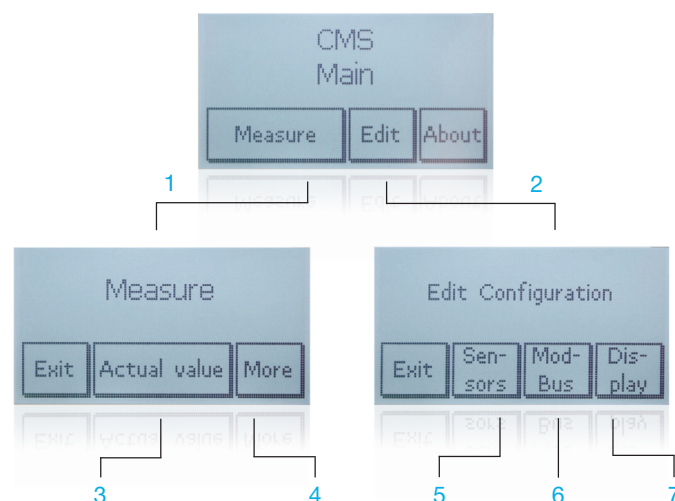 CMS
Main
Measure Edit About
1 2
Measure
Exit Actual value More
Edit Configuration
Exit Sen-
sors Mod-
Bus Dis-
play
3 4 5 6 7